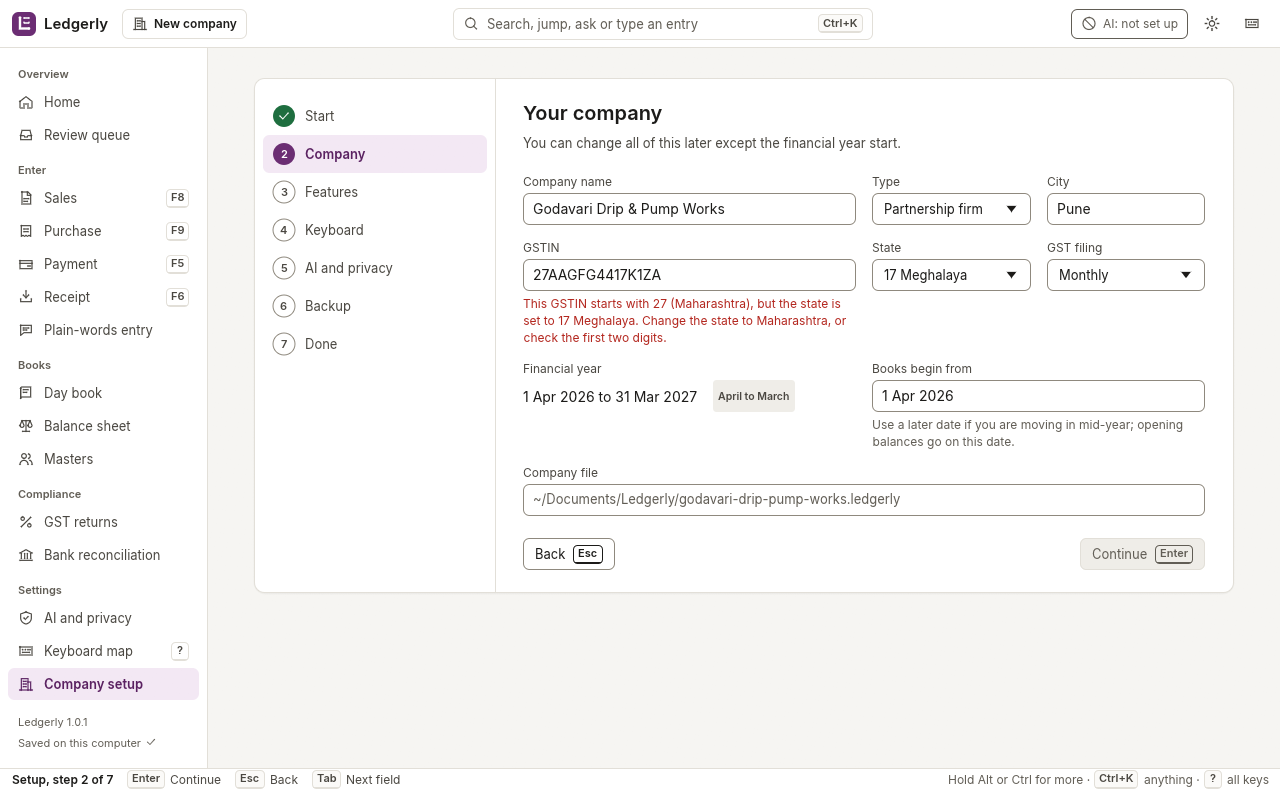 Ledgerly
New company
Search, jump, ask or type an entry
Ctrl+K
AI: not set up
Overview
Home
Review queue
Enter
Sales F8
Purchase F9
Payment F5
Receipt F6
Plain-words entry
Books
Day book
Balance sheet
Masters
Compliance
GST returns
Bank reconciliation
Settings
AI and privacy
Keyboard map ?
Company setup
Ledgerly 1.0.1
Saved on this computer
Start
2 Company
3 Features
4 Keyboard
5 AI and privacy
6 Backup
7 Done
Your company
You can change all of this later except the financial year start.
Company name
Godavari Drip & Pump Works
Type
Partnership firm
City
Pune
GSTIN
27AAGFG4417K1ZA
This GSTIN starts with 27 (Maharashtra), but the state is
set to 17 Meghalaya. Change the state to Maharashtra, or
check the first two digits.
State
17 Meghalaya
GST filing
Monthly
Financial year
1 Apr 2026 to 31 Mar 2027 April to March
Books begin from
1 Apr 2026
Use a later date if you are moving in mid-year; opening
balances go on this date.
Company file
~/Documents/Ledgerly/godavari-drip-pump-works.ledgerly
Back Esc
Continue Enter
Setup, step 2 of 7 Enter Continue Esc Back Tab Next field
Hold Alt or Ctrl for more · Ctrl+K anything · ? all keys